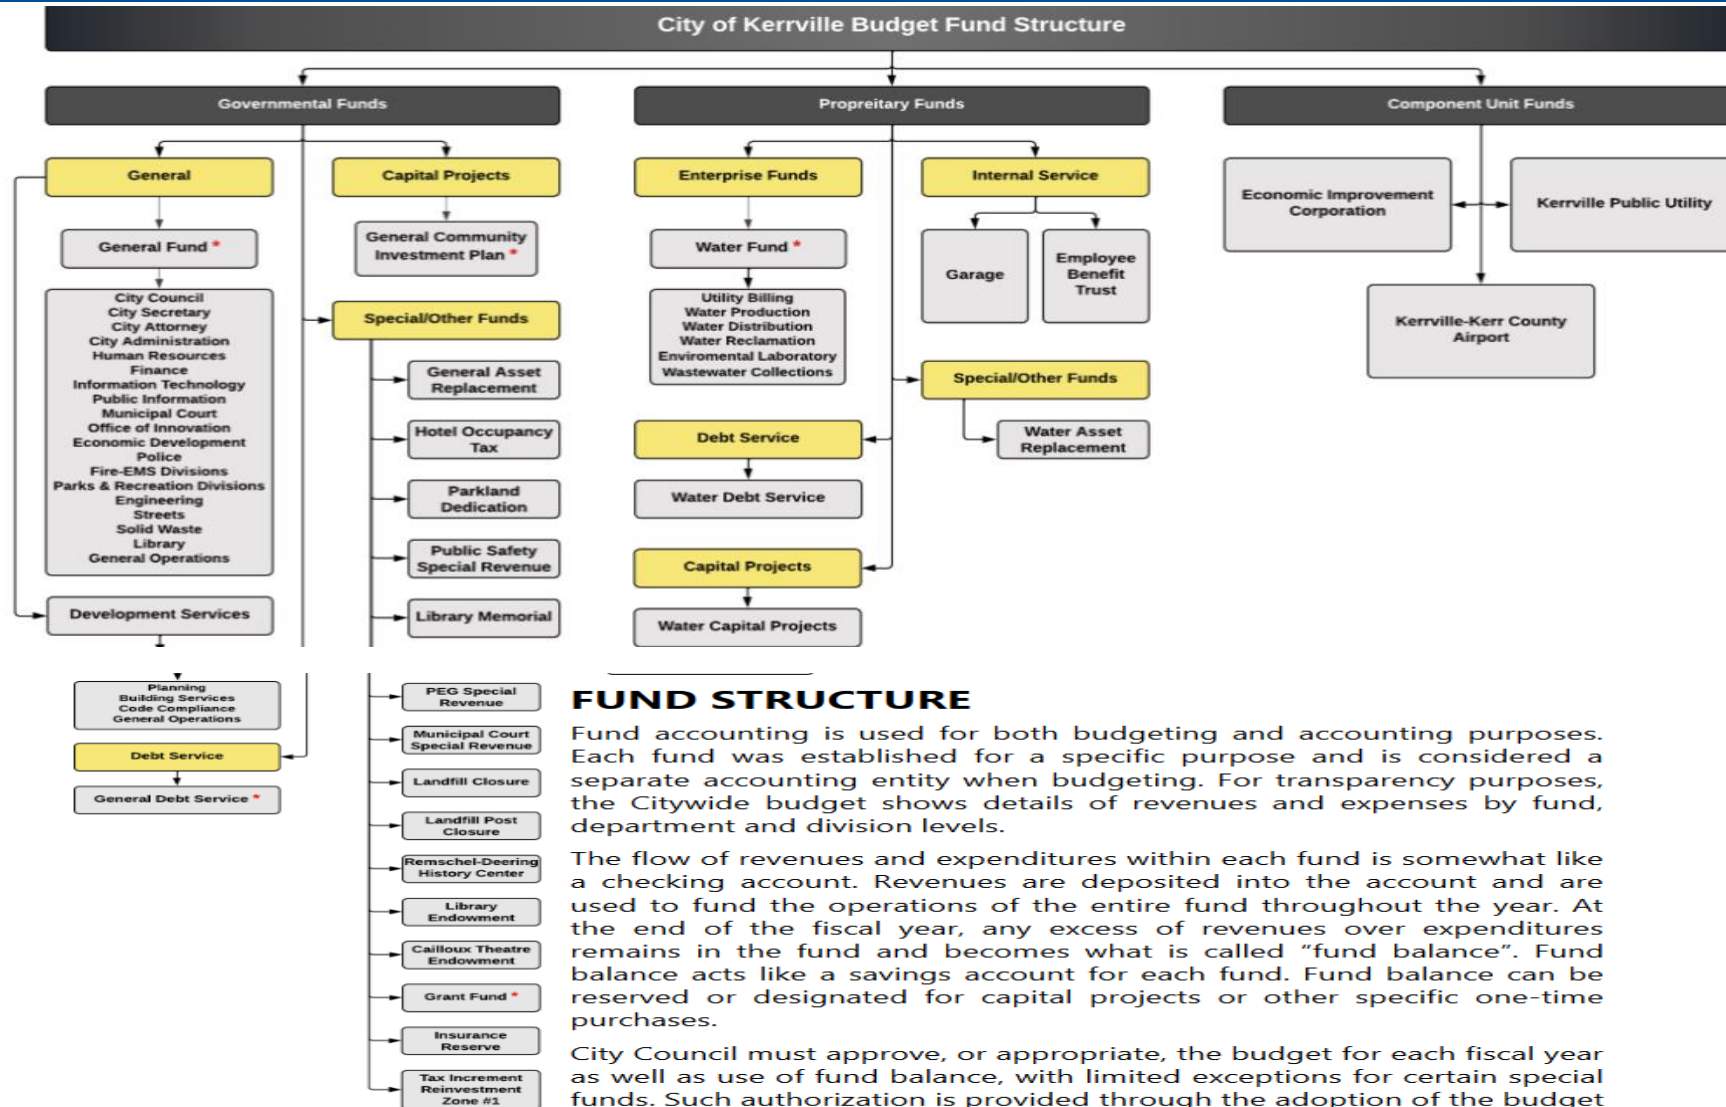 City of Kerrville Budget Fund Structure
Governmental Funds
Propreitary Funds
Component Unit Funds
General
Capital Projects
Enterprise Funds
Internal Service
Economic Improvement
Corporation
Kerrville Public Utility
General Fund *
General Community
Investment Plan *
Water Fund *
Garage
Employee
Benefit
Trust
City Council
City Secretary
City Attorney
City Administration
Human Resources
Finance
Information Technology
Public Information
Municipal Court
Office of Innovation
Economic Development
Police
Fire-EMS Divisions
Parks & Recreation Divisions
Engineering
Streets
Solid Waste
Library
General Operations
Special/Other Funds
Utility Billing
Water Production
Water Distribution
Water Reclamation
Enviromental Laboratory
Wastewater Collections
Kerrville-Kerr County
Airport
General Asset
Replacement
Special/Other Funds
Hotel Occupancy
Tax
Debt Service
Water Asset
Replacement
Parkland
Dedication
Water Debt Service
Public Safety
Special Revenue
Capital Projects
Development Services
Library Memorial
Water Capital Projects
Planning
Building Services
Code Compliance
General Operations
Debt Service
General Debt Service *
PEG Special
Revenue
Municipal Court
Special Revenue
Landfill Closure
Landfill Post
Closure
Remschel-Deering
History Center
Library
Endowment
Cailloux Theatre
Endowment
Grant Fund *
Insurance
Reserve
Tax Increment
Reinvestment
Zone #1
FUND STRUCTURE
Fund accounting is used for both budgeting and accounting purposes.
Each fund was established for a specific purpose and is considered a
separate accounting entity when budgeting. For transparency purposes,
the Citywide budget shows details of revenues and expenses by fund,
department and division levels.
The flow of revenues and expenditures within each fund is somewhat like
a checking account. Revenues are deposited into the account and are
used to fund the operations of the entire fund throughout the year. At
the end of the fiscal year, any excess of revenues over expenditures
remains in the fund and becomes what is called “fund balance”. Fund
balance acts like a savings account for each fund. Fund balance can be
reserved or designated for capital projects or other specific one-time
purchases.
City Council must approve, or appropriate, the budget for each fiscal year
as well as use of fund balance, with limited exceptions for certain special
funds. Such authorization is provided through the adoption of the budget